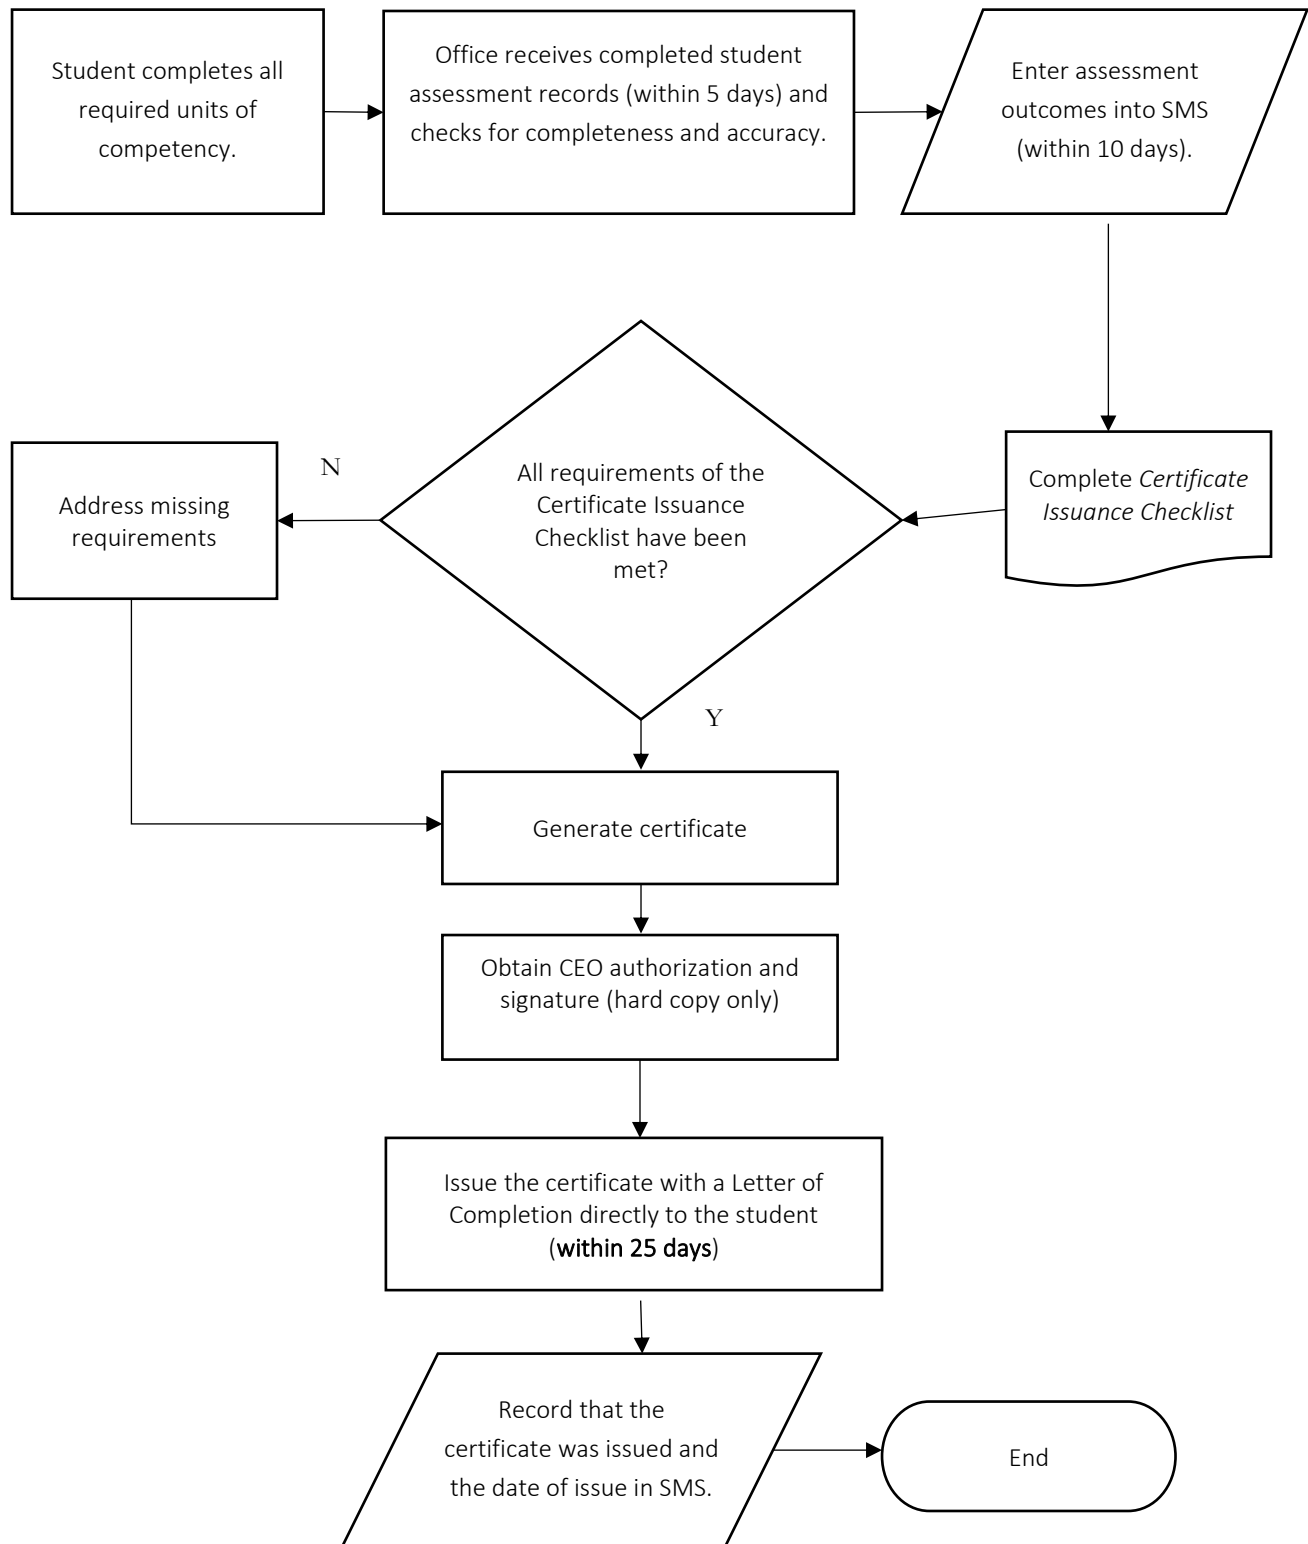 Student completes all
required units of
competency.
Office receives completed student
assessment records (within 5 days) and
checks for completeness and accuracy.
Enter assessment
outcomes into SMS
(within 10 days).
Complete Certificate
Issuance Checklist
All requirements of the
Certificate Issuance
Checklist have been
met?
N
Address missing
requirements
Y
Generate certificate
Obtain CEO authorization and
signature (hard copy only)
Issue the certificate with a Letter of
Completion directly to the student
(within 25 days)
Record that the
certificate was issued and
the date of issue in SMS.
End